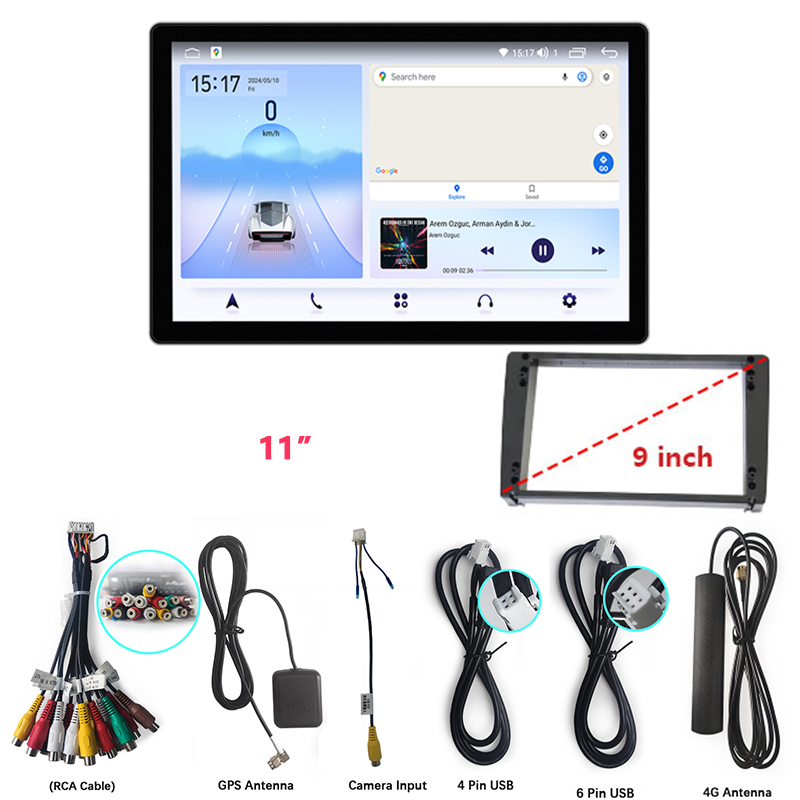 15:17 1
15:17 2024/05/10
Fri
0
km/h
Search here
Google
GO
Explore
Saved
Arem Ozguc, Arman Aydin & Jor...
Arem Ozguc
00:09 02:36
11”
9 inch
(RCA Cable)
GPS Antenna
Camera Input
4 Pin USB
6 Pin USB
4G Antenna